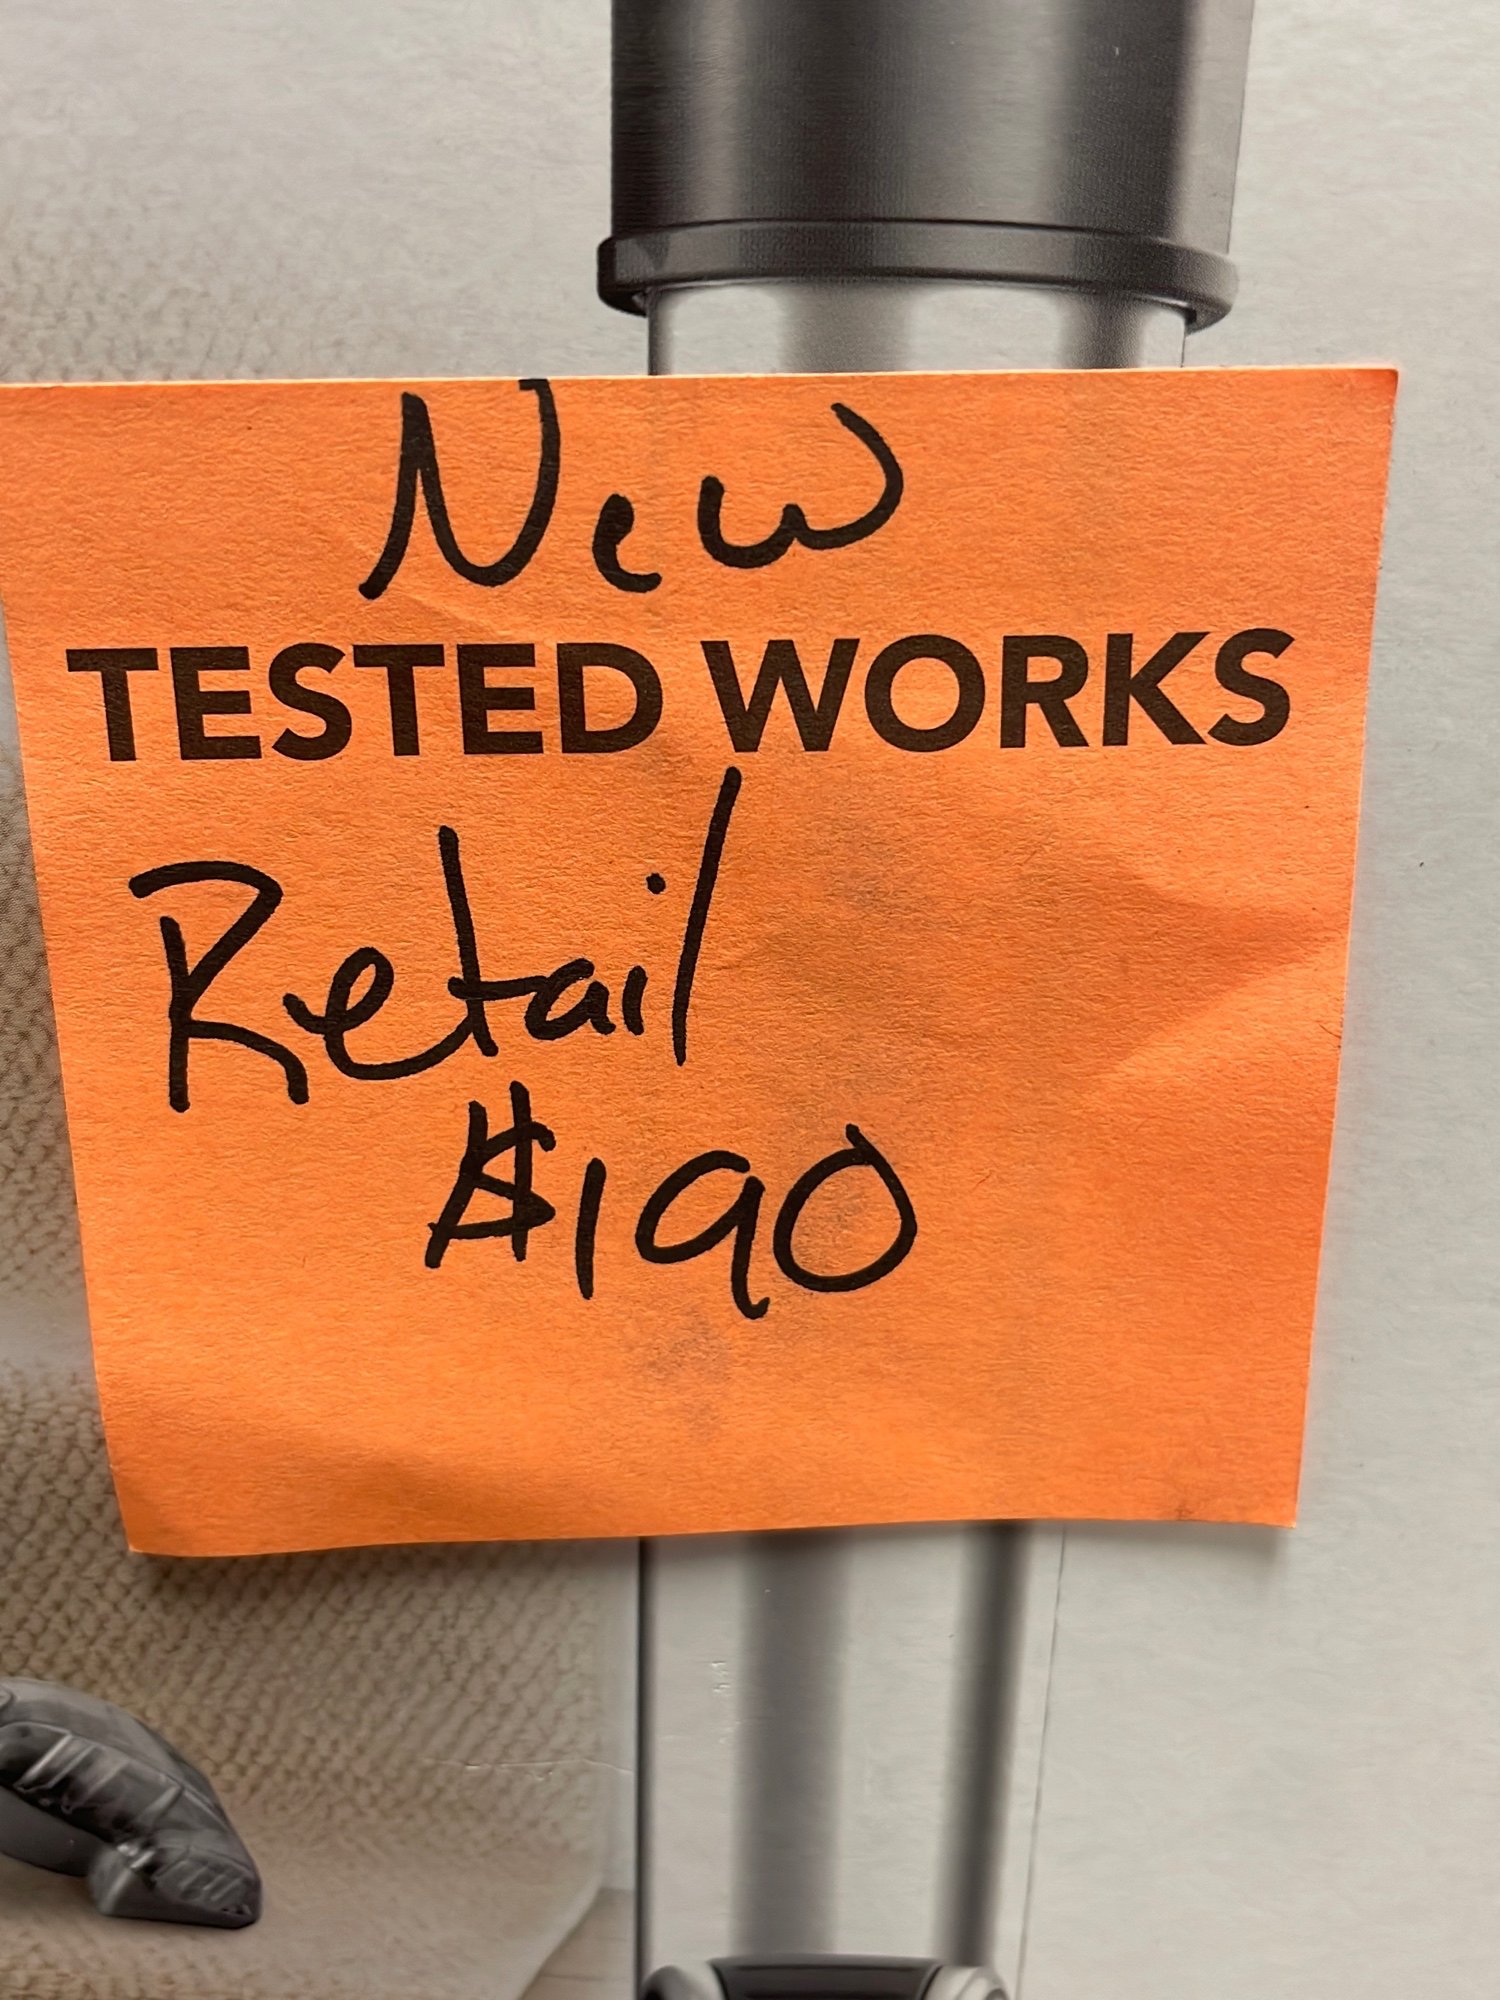 New
TESTED WORKS
Retail
$190